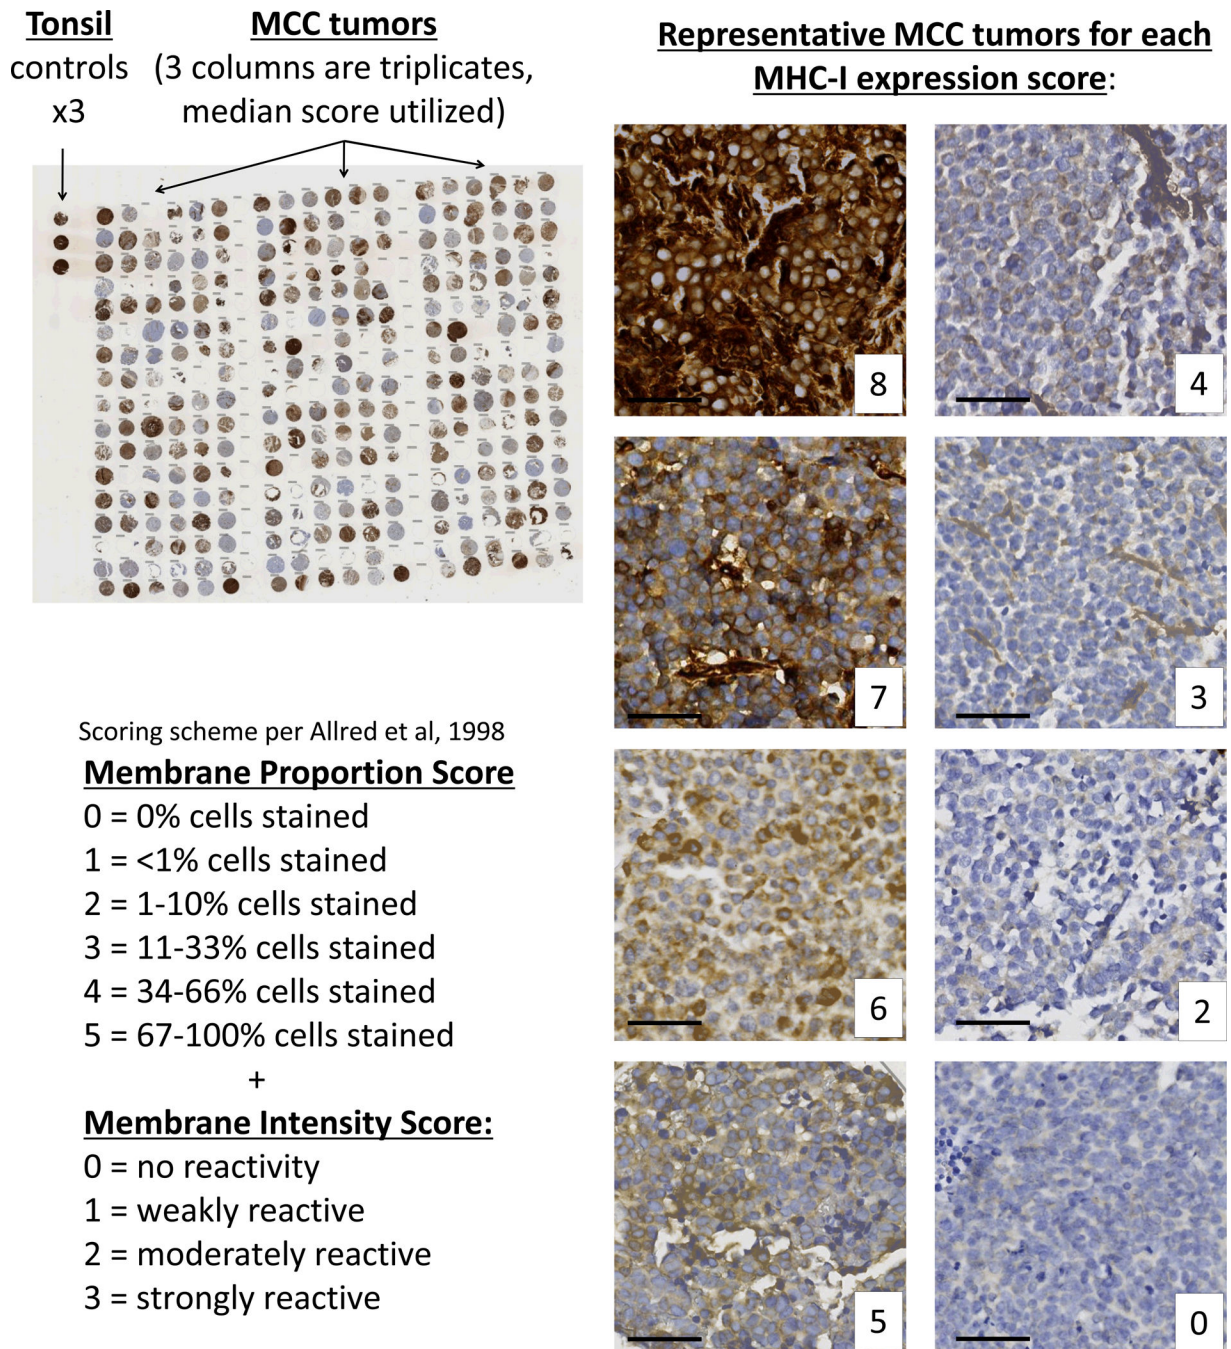 Tonsil
controls
x3
MCC tumors
(3 columns are triplicates,
median score utilized)
Representative MCC tumors for each
MHC-I expression score:
8
4
7
3
6
2
5
0
Scoring scheme per Allred et al, 1998
Membrane Proportion Score
0 = 0% cells stained
1 = <1% cells stained
2 = 1-10% cells stained
3 = 11-33% cells stained
4 = 34-66% cells stained
5 = 67-100% cells stained
+
Membrane Intensity Score:
0 = no reactivity
1 = weakly reactive
2 = moderately reactive
3 = strongly reactive